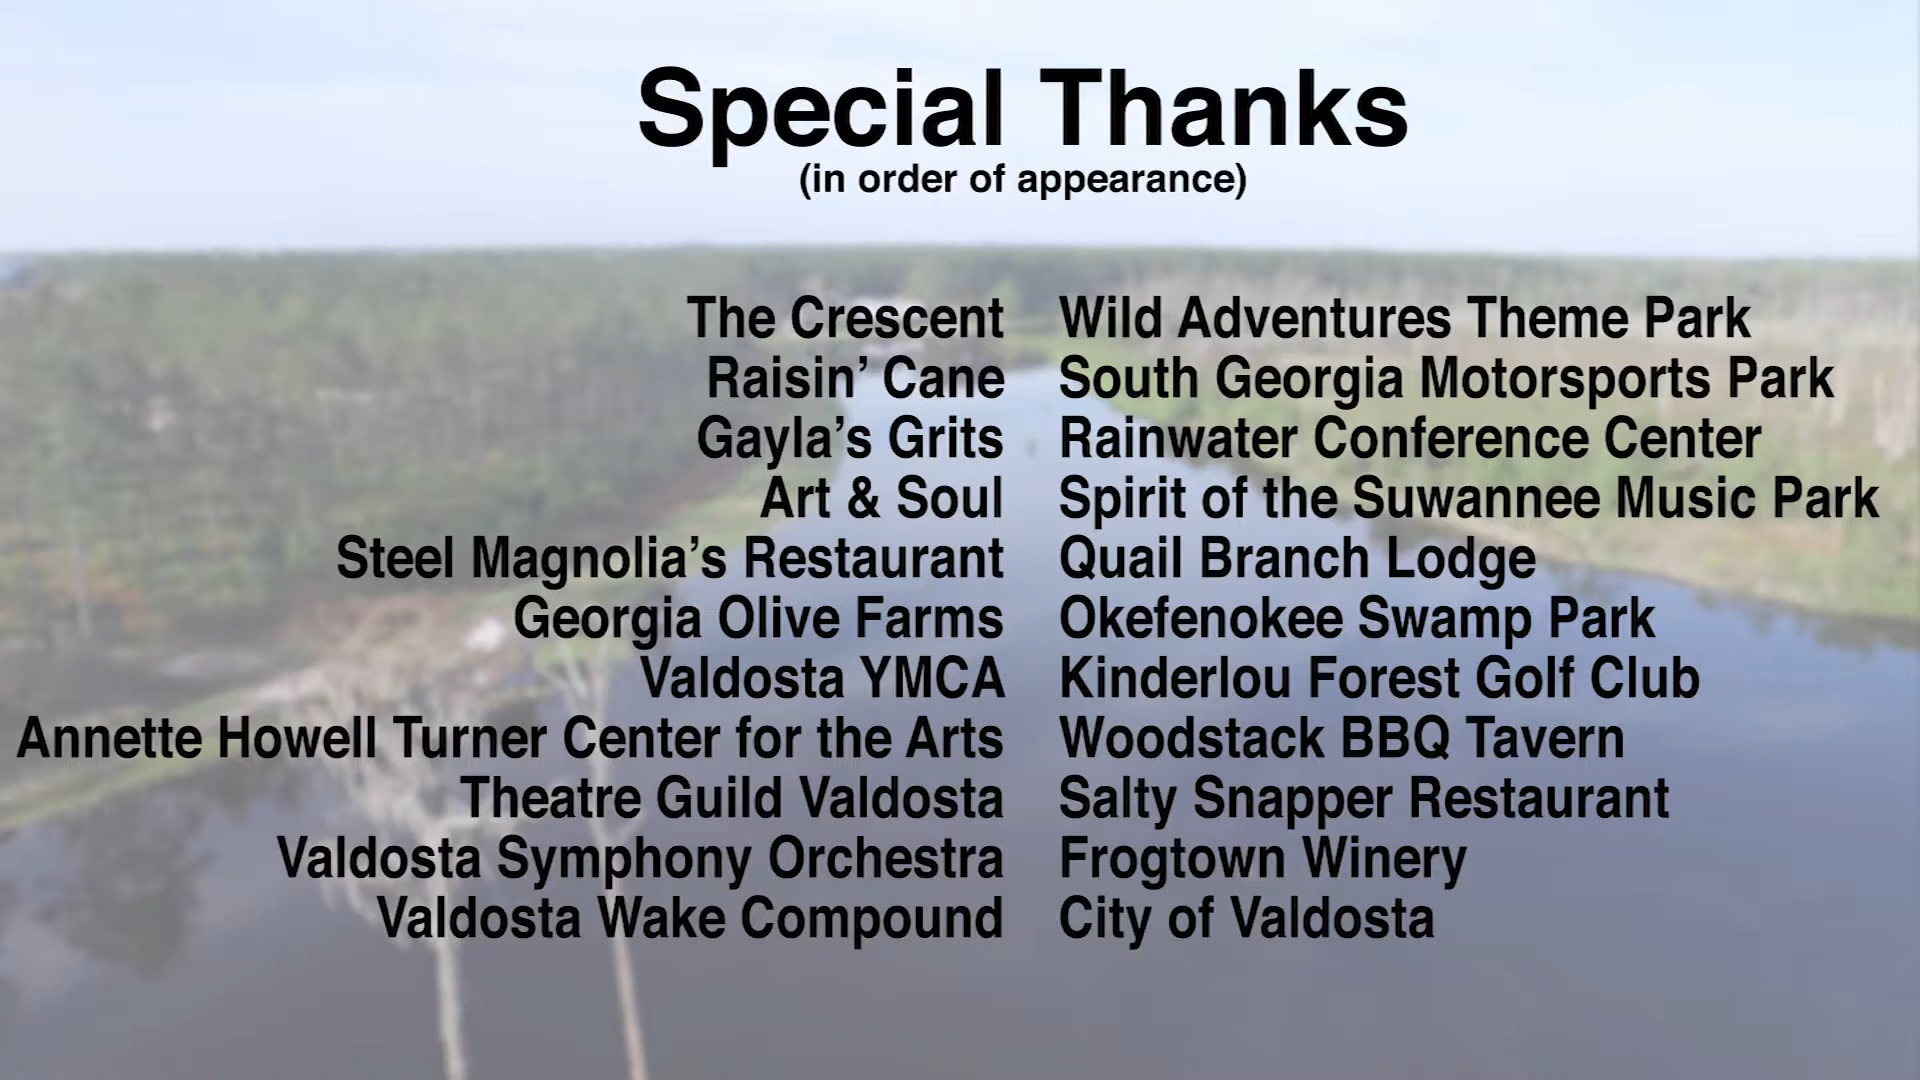 Special Thanks
(in order of appearance)
The Crescent
Raisin’ Cane
Gayla’s Grits
Art & Soul
Steel Magnolia’s Restaurant
Georgia Olive Farms
Valdosta YMCA
Annette Howell Turner Center for the Arts
Theatre Guild Valdosta
Valdosta Symphony Orchestra
Valdosta Wake Compound
Wild Adventures Theme Park
South Georgia Motorsports Park
Rainwater Conference Center
Spirit of the Suwannee Music Park
Quail Branch Lodge
Okefenokee Swamp Park
Kinderlou Forest Golf Club
Woodstack BBQ Tavern
Salty Snapper Restaurant
Frogtown Winery
City of Valdosta